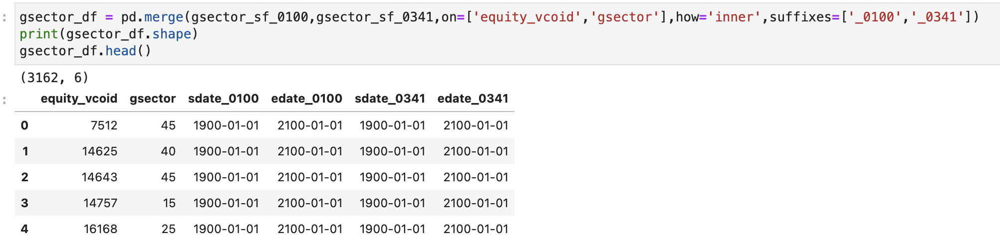 : gsector_df = pd.merge(gsector_sf_0100,gsector_sf_0341,on=['equity_vcoid','gsector'],how='inner',suffixes=['_0100','_0341'])
print(gsector_df.shape)
gsector_df.head()
(3162, 6)
: equity_vcoid gsector sdate_0100 edate_0100 sdate_0341 edate_0341
0 7512 45 1900-01-01 2100-01-01 1900-01-01 2100-01-01
1 14625 40 1900-01-01 2100-01-01 1900-01-01 2100-01-01
2 14643 45 1900-01-01 2100-01-01 1900-01-01 2100-01-01
3 14757 15 1900-01-01 2100-01-01 1900-01-01 2100-01-01
4 16168 25 1900-01-01 2100-01-01 1900-01-01 2100-01-01